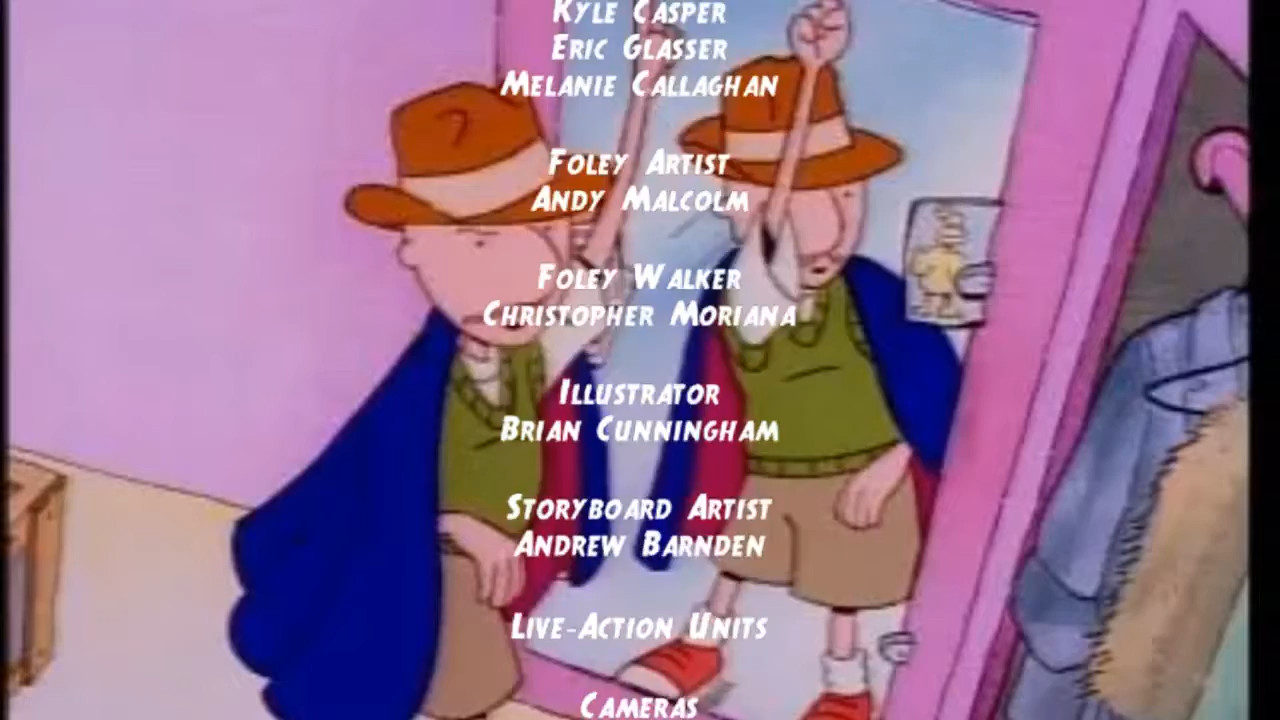 KYLE CASPER
ERIC GLASSER
MELANIE CALLAGHAN
FOLEY ARTIST
ANDY MALCOLM
FOLEY WALKER
CHRISTOPHER MORIANA
ILLUSTRATOR
BRIAN CUNNINGHAM
STORYBOARD ARTIST
ANDREW BARNDEN
LIVE-ACTION UNITS
CAMERAS